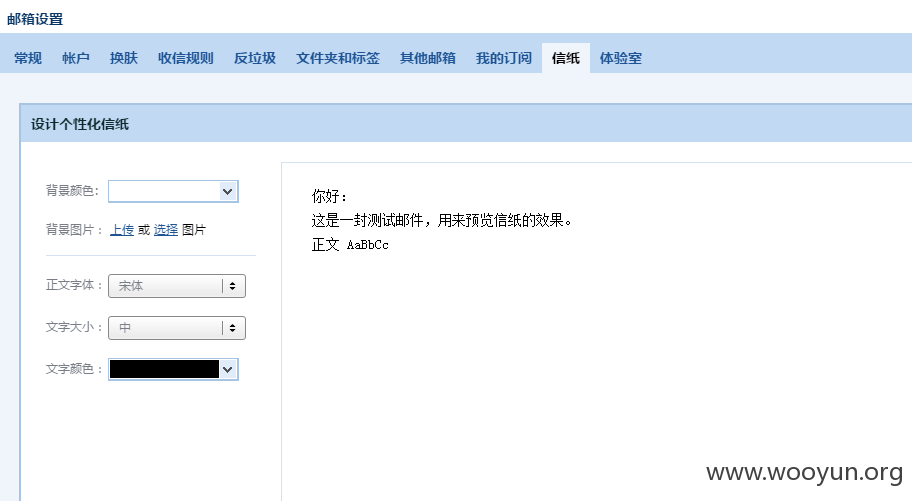 邮箱设置
常规 帐户 换肤 收信规则 反垃圾 文件夹和标签 其他邮箱 我的订阅 信纸 体验室
设计个性化信纸
背景颜色：
背景图片： 上传 或 选择 图片
正文字体： 宋体
文字大小： 中
文字颜色：
你好：
这是一封测试邮件，用来预览信纸的效果。
正文 AaBbCc
www.wooyun.org